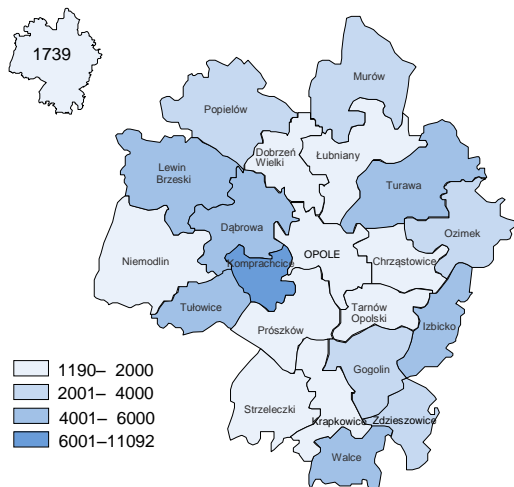 1739
Murów
Popielów
Dobrzeń
Wielki
Łubniany
Lewin
Brzeski
Turawa
Dąbrowa
Ozimek
OPOLE
Niemodlin
Komprachcice
Chrząstowice
Tułowice
Tarnów
Opolski
Izbicko
Prószków
Gogolin
Strzeleczki
Krapkowice
Zdzieszowice
Walce
1190– 2000
2001– 4000
4001– 6000
6001–11092